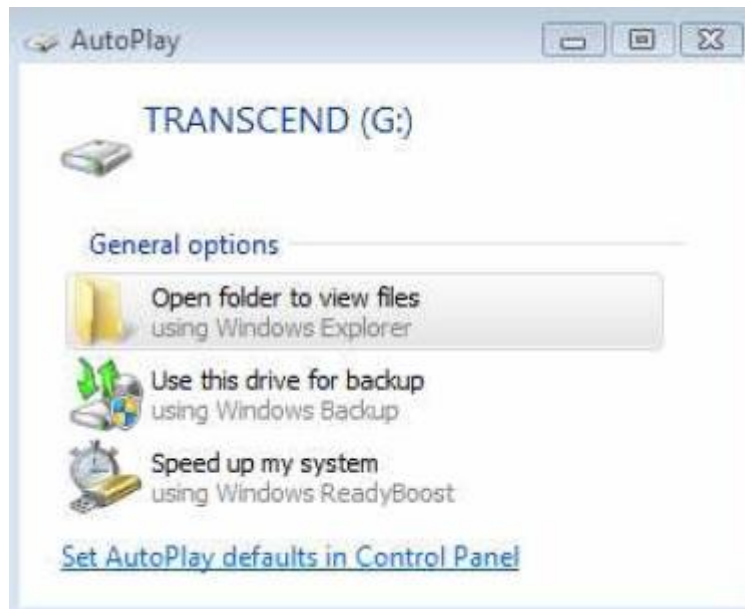 AutoPlay
TRANSCEND (G:)
General options
Open folder to view files
using Windows Explorer
Use this drive for backup
using Windows Backup
Speed up my system
using Windows ReadyBoost
Set AutoPlay defaults in Control Panel